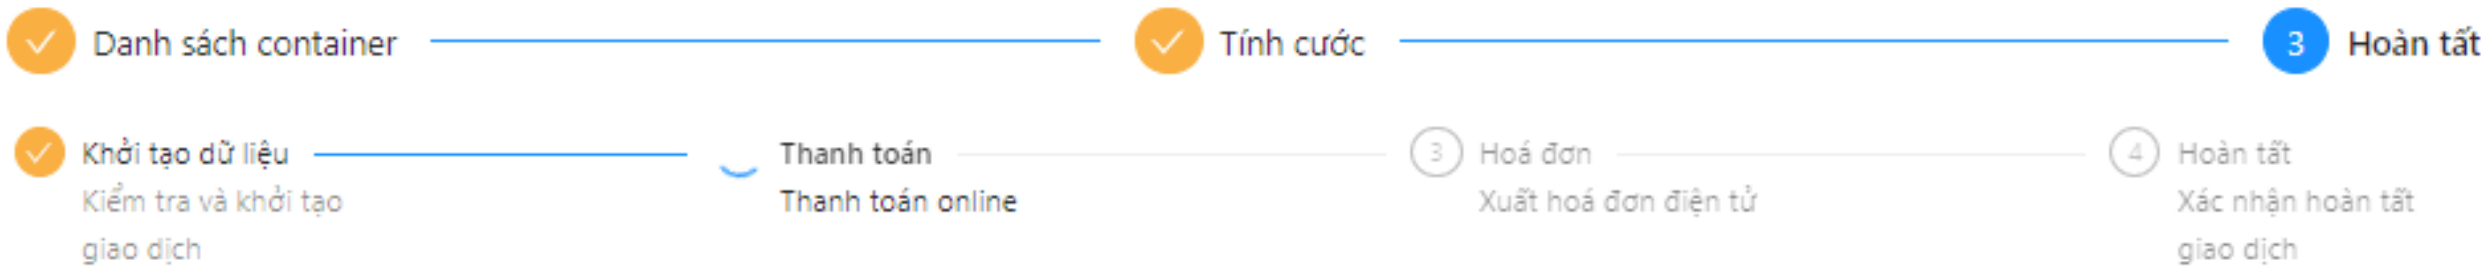 Danh sách container Tính cước 3 Hoàn tất
Khởi tạo dữ liệu Thanh toán 3 Hoá đơn 4 Hoàn tất
Kiểm tra và khởi tạo Thanh toán online Xuất hoá đơn điện tử Xác nhận hoàn tất
giao dịch giao dịch